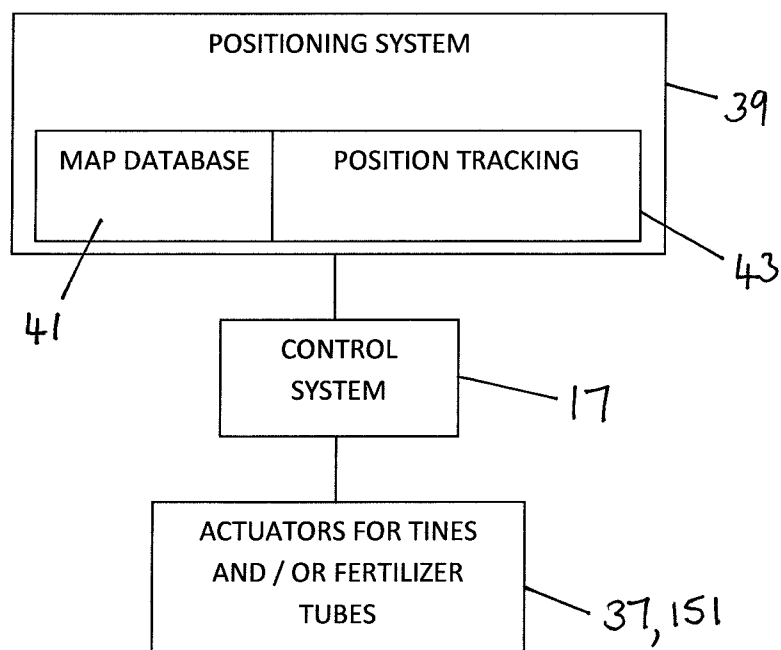 POSITIONING SYSTEM
39
MAP DATABASE
POSITION TRACKING
43
41
CONTROL
SYSTEM
17
ACTUATORS FOR TINES
AND / OR FERTILIZER
TUBES
37, 151